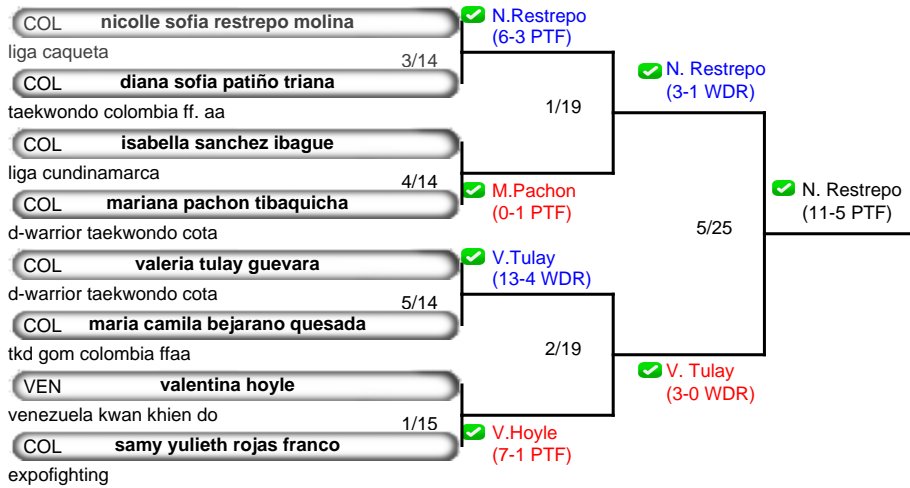 COL nicolle sofia restrepo molina
liga caqueta
3/14
COL diana sofia patiño triana
taekwondo colombia ff. aa
COL isabella sanchez ibague
liga cundinamarca
4/14
COL mariana pachon tibaquicha
d-warrior taekwondo cota
COL valeria tulay guevara
d-warrior taekwondo cota
5/14
COL maria camila bejarano quesada
tkd gom colombia ffaa
VEN valentina hoyle
venezuela kwan khien do
1/15
COL samy yulieth rojas franco
expofighting
N.Restrepo
(6-3 PTF)
1/19
M.Pachon
(0-1 PTF)
V.Tulay
(13-4 WDR)
2/19
V.Hoyle
(7-1 PTF)
N. Restrepo
(3-1 WDR)
5/25
V. Tulay
(3-0 WDR)
N. Restrepo
(11-5 PTF)